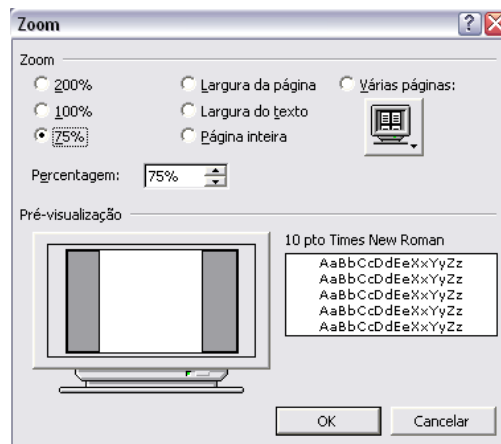 Zoom
Zoom
200% Largura da página Várias páginas:
100% Largura do texto
75% Página inteira
Percentagem: 75%
Pré-visualização
10 pto Times New Roman
AaBbCcDdEeXxYyZz
AaBbCcDdEeXxYyZz
AaBbCcDdEeXxYyZz
AaBbCcDdEeXxYyZz
AaBbCcDdEeXxYyZz
OK Cancelar